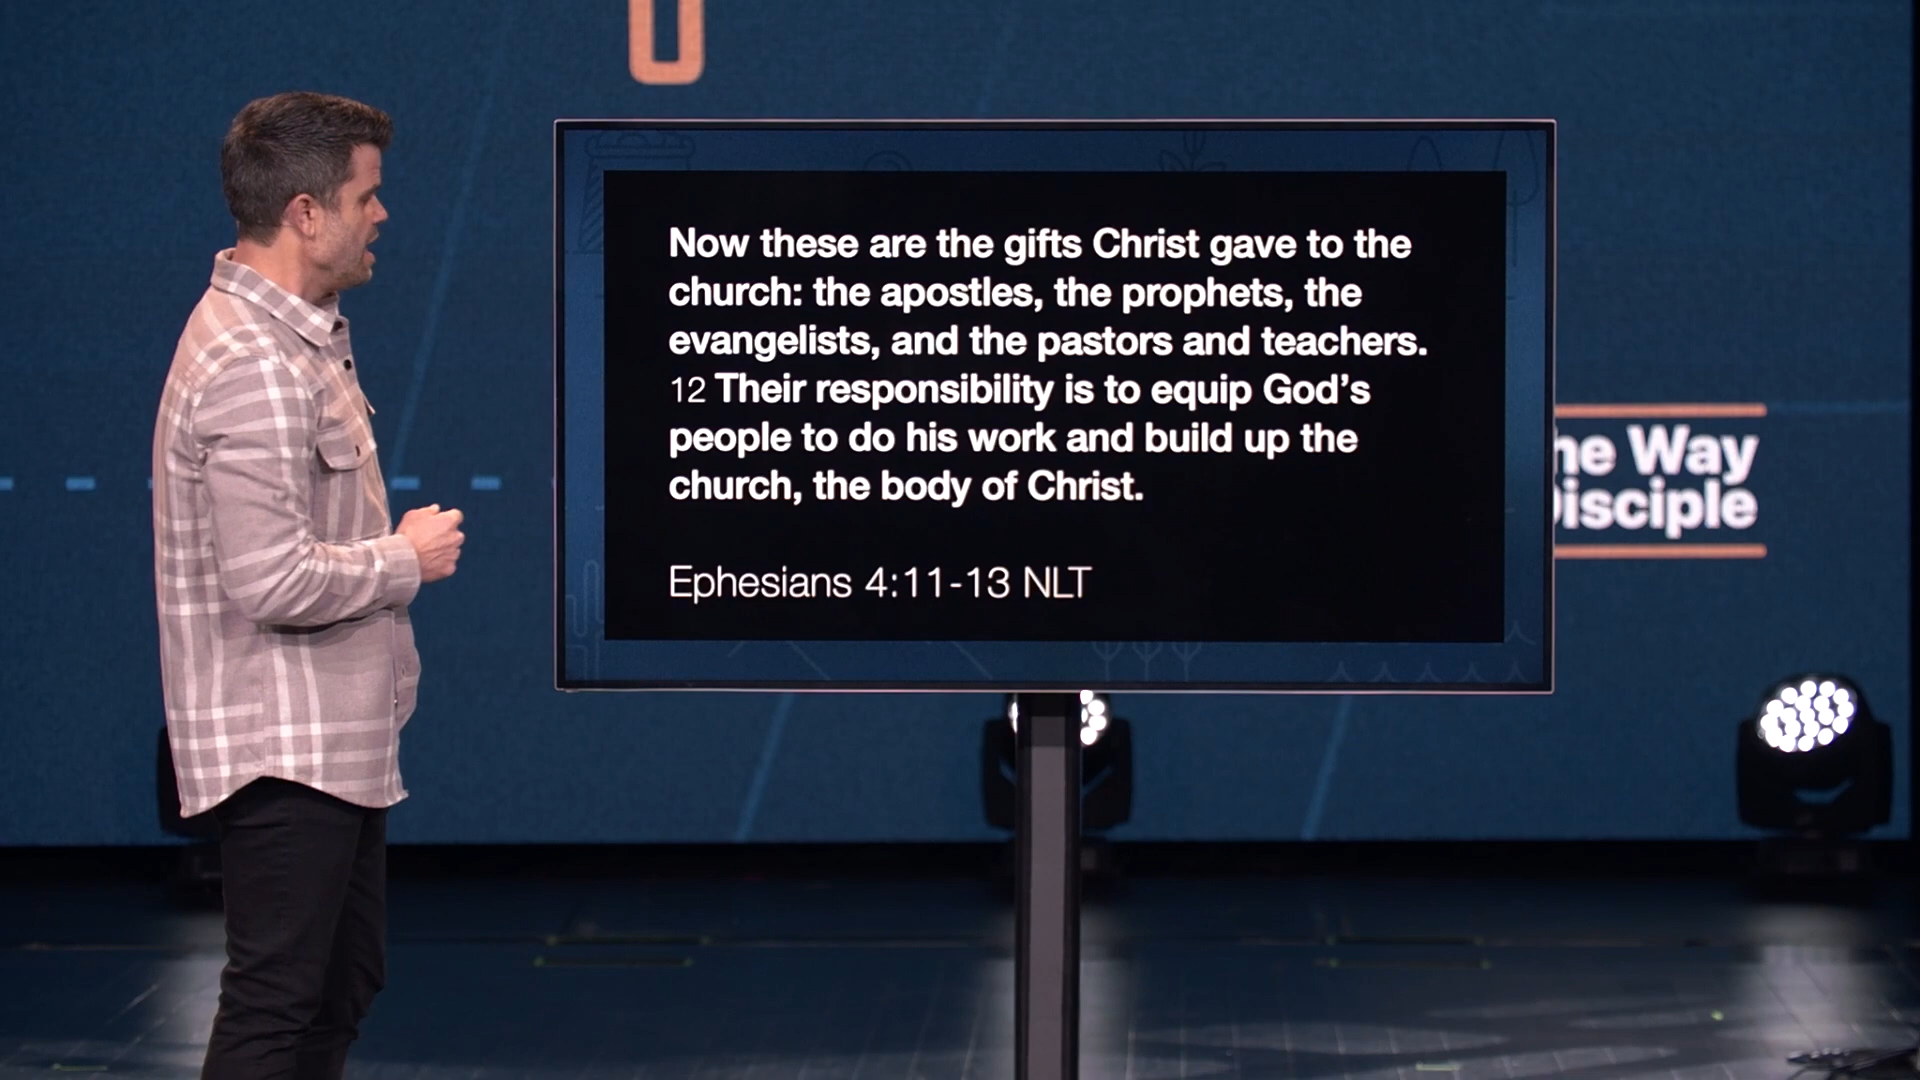 Now these are the gifts Christ gave to the
church: the apostles, the prophets, the
evangelists, and the pastors and teachers.
12 Their responsibility is to equip God’s
people to do his work and build up the
church, the body of Christ.
Ephesians 4:11-13 NLT
Way